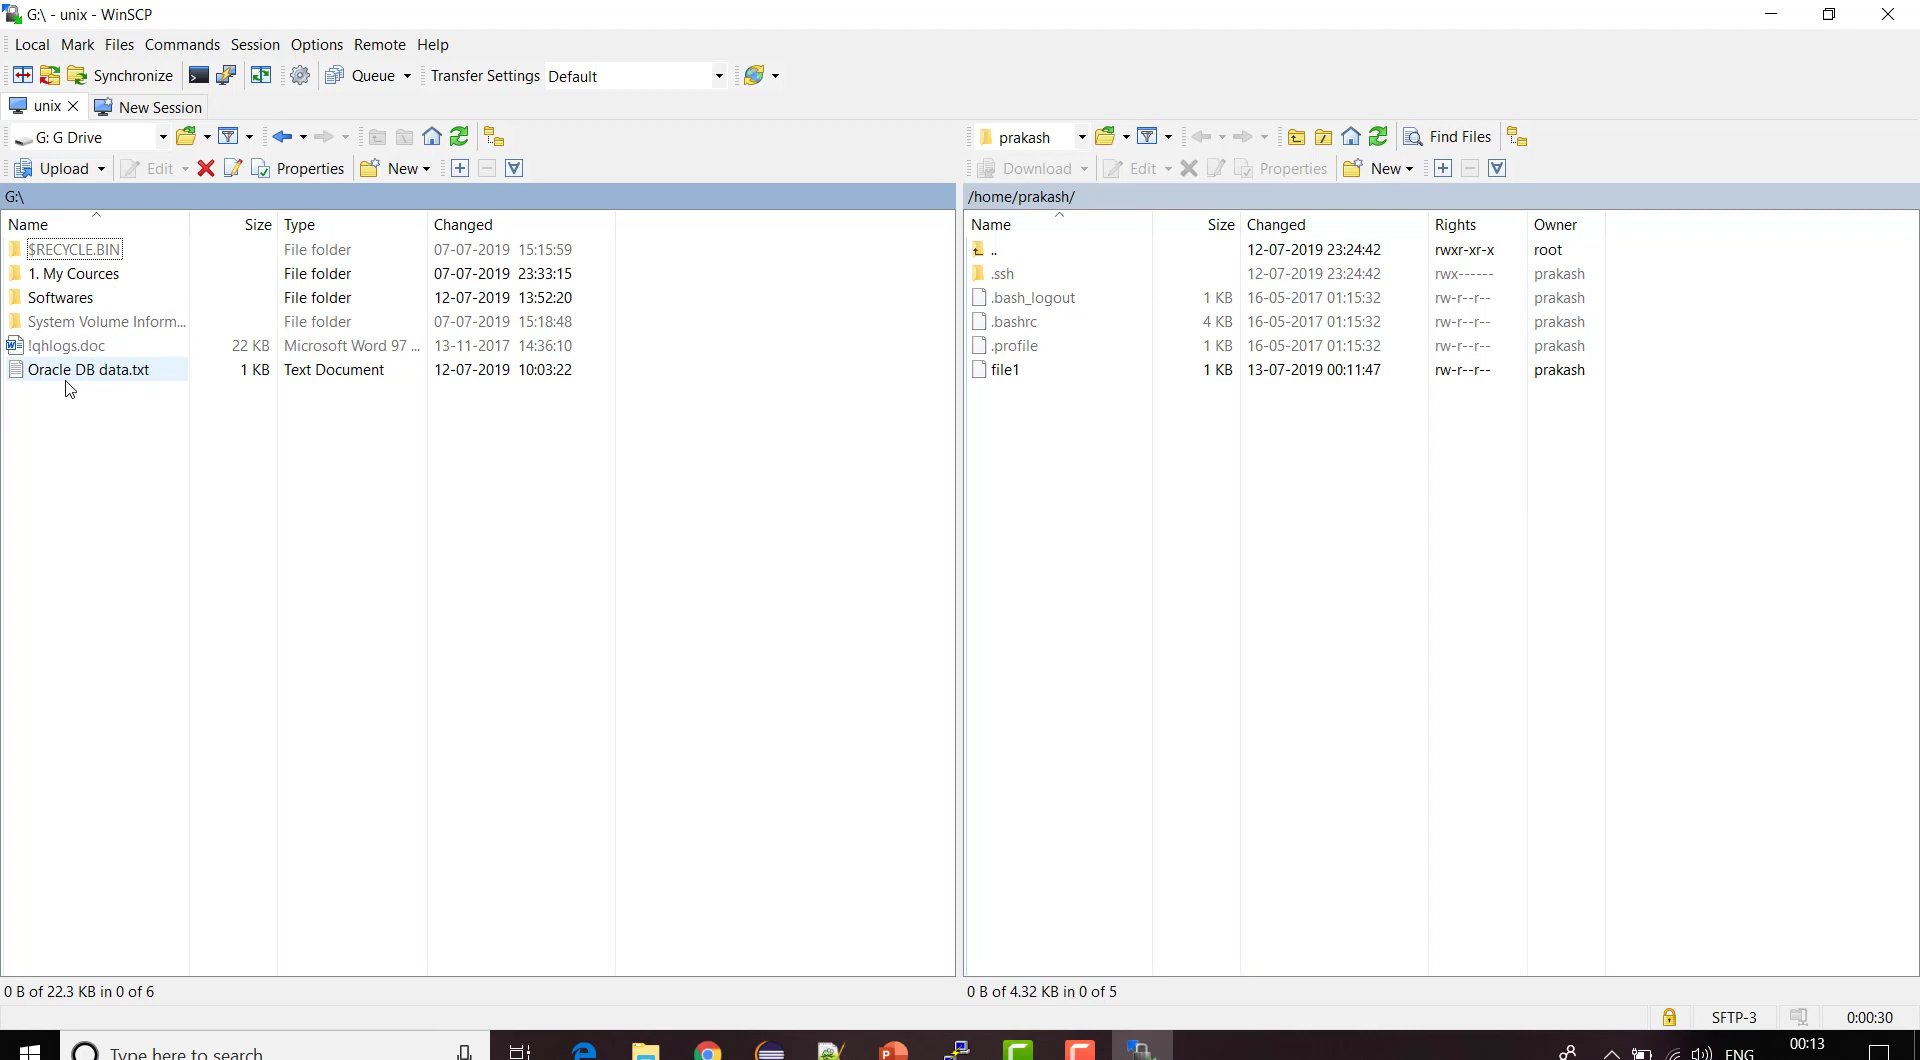 G:\ - unix - WinSCP
Local Mark Files Commands Session Options Remote Help
Synchronize Queue Transfer Settings Default
unix New Session
G: G Drive
Upload Edit Properties New
G:\
Name Size Type Changed
$RECYCLE.BIN File folder 07-07-2019 15:15:59
1. My Cources File folder 07-07-2019 23:33:15
Softwares File folder 12-07-2019 13:52:20
System Volume Inform... File folder 07-07-2019 15:18:48
!qhlogs.doc 22 KB Microsoft Word 97 ... 13-11-2017 14:36:10
Oracle DB data.txt 1 KB Text Document 12-07-2019 10:03:22
0 B of 22.3 KB in 0 of 6
prakash Find Files
Download Edit Properties New
/home/prakash/
Name Size Changed Rights Owner
.. 12-07-2019 23:24:42 rwxr-xr-x root
.ssh 12-07-2019 23:24:42 rwx------ prakash
.bash_logout 1 KB 16-05-2017 01:15:32 rw-r--r-- prakash
.bashrc 4 KB 16-05-2017 01:15:32 rw-r--r-- prakash
.profile 1 KB 16-05-2017 01:15:32 rw-r--r-- prakash
file1 1 KB 13-07-2019 00:11:47 rw-r--r-- prakash
0 B of 4.32 KB in 0 of 5
SFTP-3 0:00:30
Type here to search
ENG 00:13